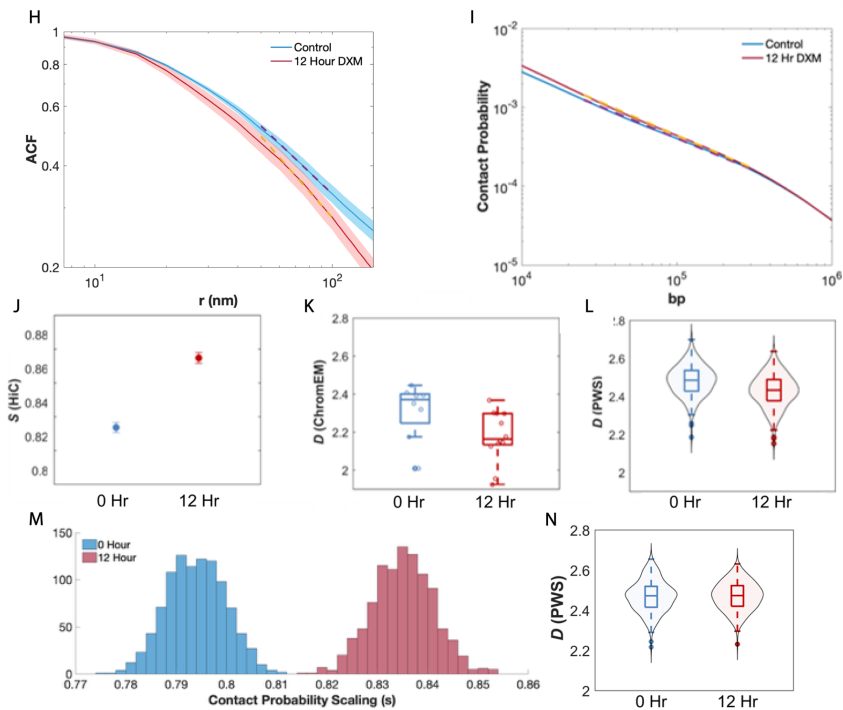 H
ACF
1
0.8
0.6
0.4
0.2
Control
12 Hour DXM
10¹
10²
r (nm)
I
Contact Probability
10⁻²
10⁻³
10⁻⁴
10⁻⁵
Control
12 Hr DXM
10⁴
10⁵
10⁶
bp
J
S (HiC)
0.88
0.86
0.84
0.82
0.8
0 Hr
12 Hr
K
D (ChromEM)
2.8
2.6
2.4
2.2
2
0 Hr
12 Hr
L
D (PWS)
2.8
2.6
2.4
2.2
2
0 Hr
12 Hr
M
150
100
50
0
0 Hour
12 Hour
0.77
0.78
0.79
0.8
0.81
0.82
0.83
0.84
0.85
0.86
Contact Probability Scaling (s)
N
D (PWS)
2.8
2.6
2.4
2.2
2
0 Hr
12 Hr